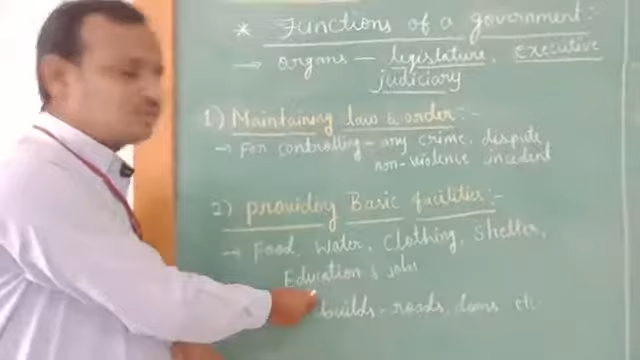 * Functions of a government:-
→ organs - legislature, executive
judiciary
1) Maintaining law & order:-
→ For controlling - any crime, dispute
non-violence incident
2) providing Basic facilities:-
→ Food, Water, Clothing, Shelter,
Education & jobs
builds - roads, dams etc